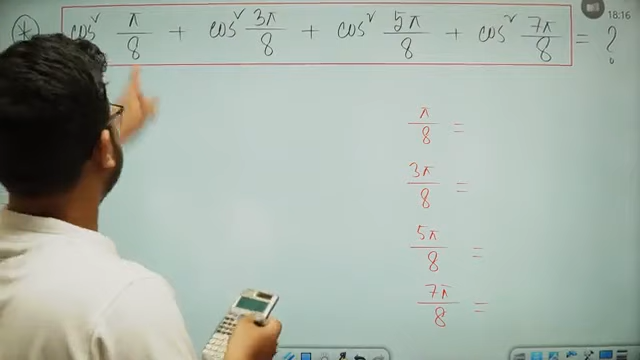 18:16
* cos² π/8 + cos² 3π/8 + cos² 5π/8 + cos² 7π/8 = ?
π/8 =
3π/8 =
5π/8 =
7π/8 =